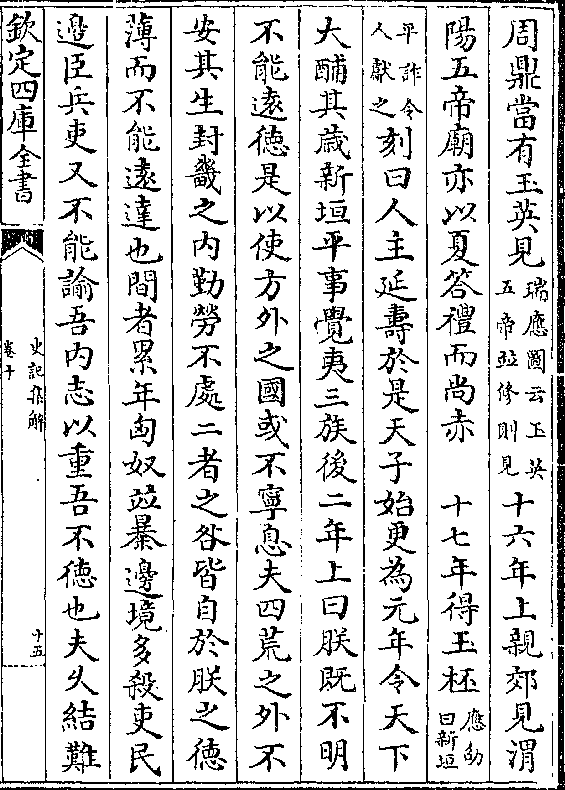 周鼎當有玉英見瑞應圖云玉英五帝竝修則見十六年上親郊見渭
陽五帝廟亦以夏答禮而尚赤　十七年得玉杯應劭曰新垣
平詐令人獻之刻曰人主延壽於是天子始更為元年令天下
大酺其歳新垣平事覺夷三族後二年上曰朕既不明
不能逺德是以使方外之國或不寧息夫四荒之外不
安其生封畿之内勤勞不處二者之咎皆自於朕之德
薄而不能逺達也間者累年匈奴竝暴邊境多殺吏民
邊臣兵吏又不能諭吾内志以重吾不德也夫久結難
欽定四庫全書
史記集解
卷十
十五